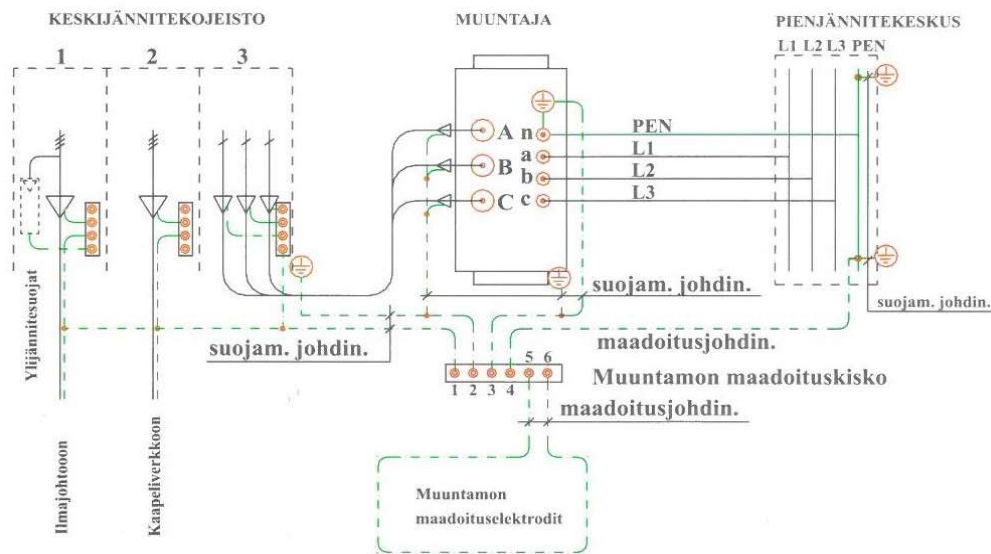 KESKIJÄNNITEKOJEISTO
MUUNTAJA
PIENJÄNNITEKESKUS
L1 L2 L3 PEN
1 2 3
A n
a
B
b
C c
PEN
L1
L2
L3
Ylijännitesuojat
suojam. johdin.
suojam. johdin.
suojam. johdin.
maadoitusjohdin.
5 6
1 2 3 4
Muuntamon maadoituskisko
maadoitusjohdin.
Ilmajohtooon
Kaapeliverkkoon
Muuntamon
maadoituselektrodit